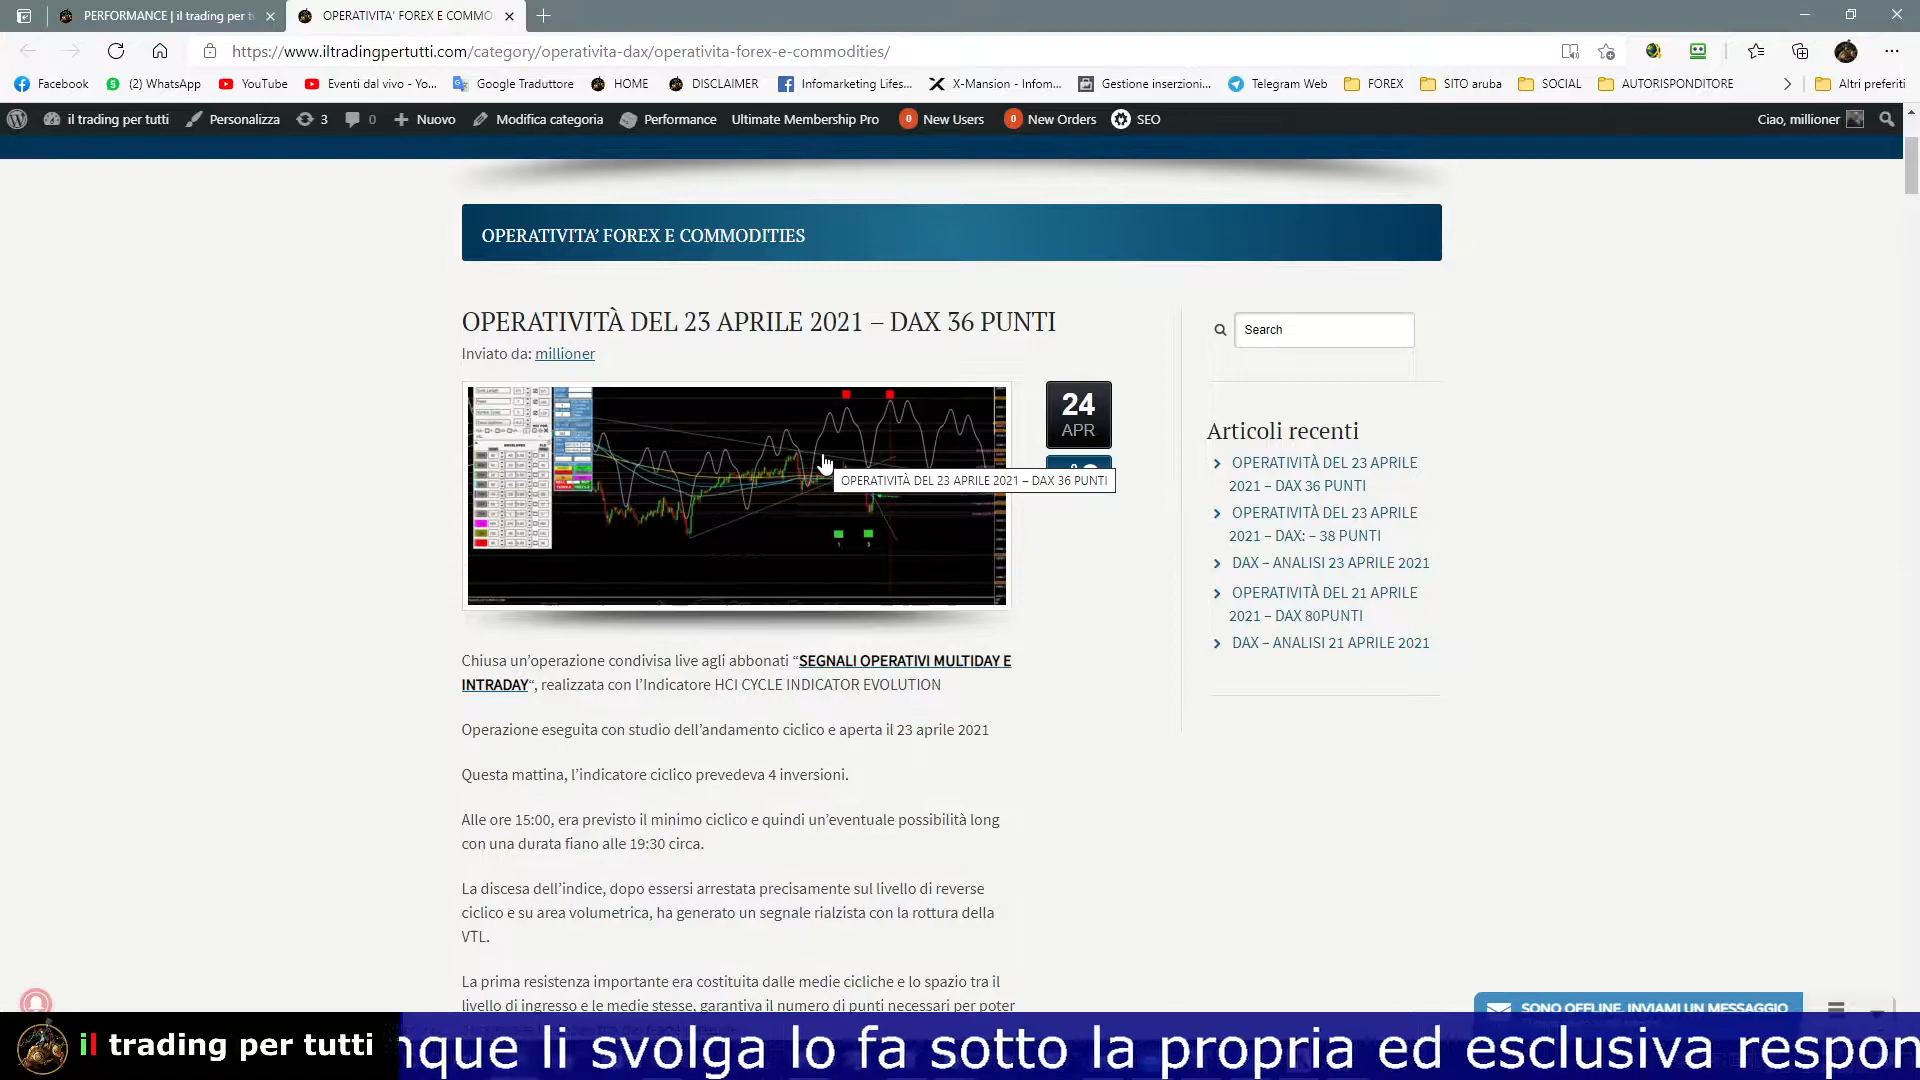 PERFORMANCE | il trading per tu
OPERATIVITA' FOREX E COMMO
https://www.iltradingpertutti.com/category/operativita-dax/operativita-forex-e-commodities/
Facebook
(2) WhatsApp
YouTube
Eventi dal vivo - Yo...
Google Traduttore
HOME
DISCLAIMER
Infomarketing Lifes...
X-Mansion - Infom...
Gestione inserzioni...
Telegram Web
FOREX
SITO aruba
SOCIAL
AUTORISPONDITORE
Altri preferiti
il trading per tutti
Personalizza
3
0
Nuovo
Modifica categoria
Performance
Ultimate Membership Pro
0 New Users
0 New Orders
SEO
Ciao, millioner
OPERATIVITA' FOREX E COMMODITIES
OPERATIVITÀ DEL 23 APRILE 2021 – DAX 36 PUNTI
Inviato da: millioner
24
APR
OPERATIVITÀ DEL 23 APRILE 2021 – DAX 36 PUNTI
Chiusa un'operazione condivisa live agli abbonati “SEGNALI OPERATIVI MULTIDAY E
INTRADAY“, realizzata con l'Indicatore HCI CYCLE INDICATOR EVOLUTION
Operazione eseguita con studio dell'andamento ciclico e aperta il 23 aprile 2021
Questa mattina, l'indicatore ciclico prevedeva 4 inversioni.
Alle ore 15:00, era previsto il minimo ciclico e quindi un'eventuale possibilità long
con una durata fiano alle 19:30 circa.
La discesa dell'indice, dopo essersi arrestata precisamente sul livello di reverse
ciclico e su area volumetrica, ha generato un segnale rialzista con la rottura della
VTL.
La prima resistenza importante era costituita dalle medie cicliche e lo spazio tra il
livello di ingresso e le medie stesse, garantiva il numero di punti necessari per poter
Search
Articoli recenti
OPERATIVITÀ DEL 23 APRILE
2021 – DAX 36 PUNTI
OPERATIVITÀ DEL 23 APRILE
2021 – DAX: – 38 PUNTI
DAX – ANALISI 23 APRILE 2021
OPERATIVITÀ DEL 21 APRILE
2021 – DAX 80PUNTI
DAX – ANALISI 21 APRILE 2021
SONO OFFLINE, INVIAMI UN MESSAGGIO
il trading per tutti
nque li svolga lo fa sotto la propria ed esclusiva respon